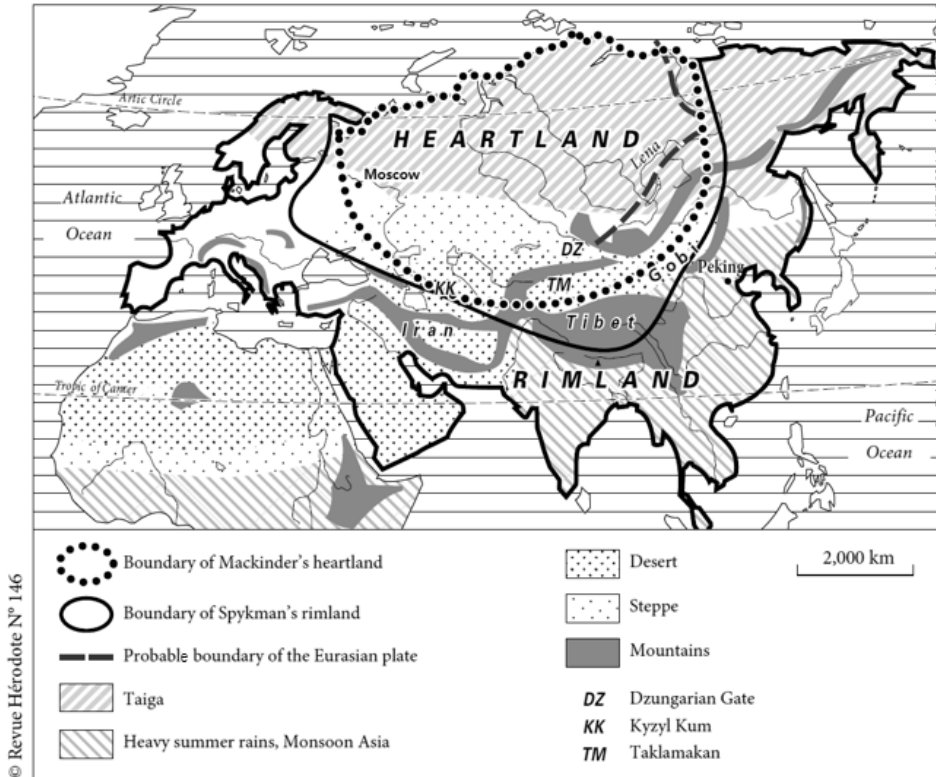 Artic Circle
HEARTLAND
Lena
Moscow
Atlantic
Ocean
DZ
Gobi
Peking
KK
TM
Iran
Tibet
Tropic of Cancer
RIMLAND
Pacific
Ocean
Boundary of Mackinder's heartland
Boundary of Spykman's rimland
Probable boundary of the Eurasian plate
Taiga
Heavy summer rains, Monsoon Asia
Desert
Steppe
Mountains
DZ Dzungarian Gate
KK Kyzyl Kum
TM Taklamakan
2,000 km
© Revue Hérodote N° 146